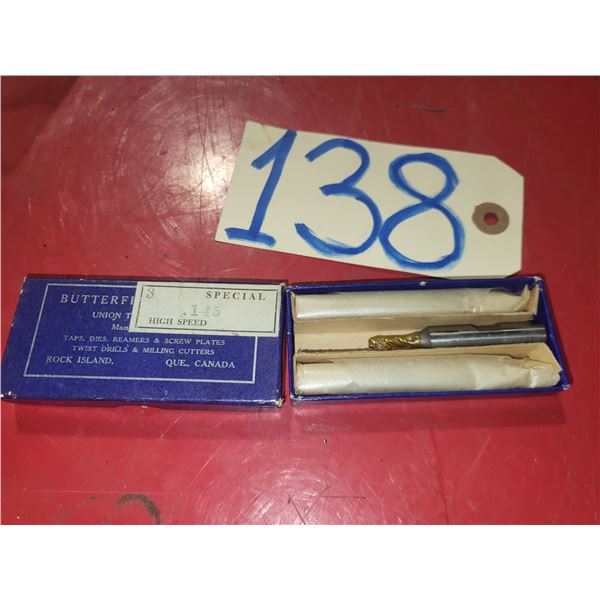 138
BUTTERF
3 SPECIAL
.145
HIGH SPEED
UNION T
Man
TAPS, DIES, REAMERS & SCREW PLATES
TWIST DRILLS & MILLING CUTTERS
ROCK ISLAND, QUE., CANADA